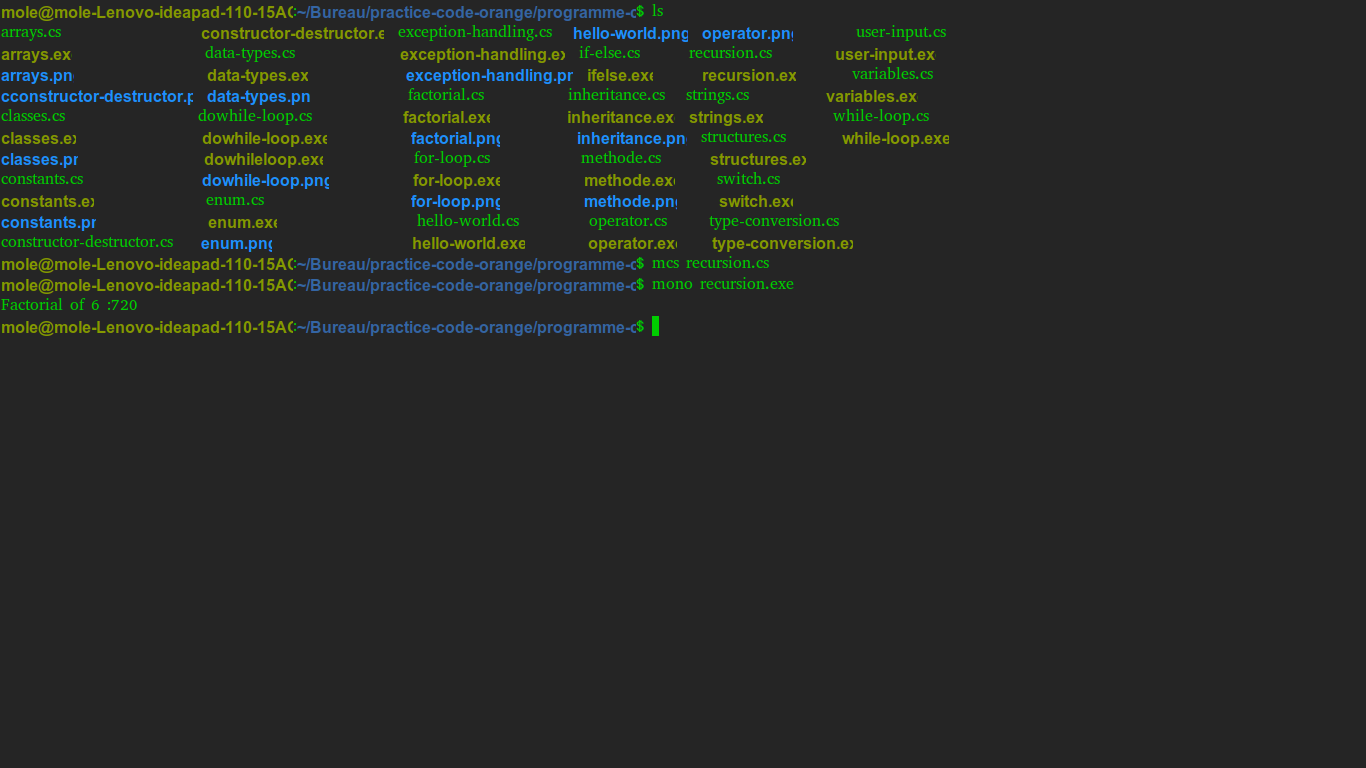 mole@mole-Lenovo-ideapad-110-15AC:~/Bureau/practice-code-orange/programme-c$ ls
arrays.cs constructor-destructor.e exception-handling.cs hello-world.png operator.png user-input.cs
arrays.ex data-types.cs exception-handling.ex if-else.cs recursion.cs user-input.ex
arrays.pn data-types.ex exception-handling.pn ifelse.exe recursion.ex variables.cs
cconstructor-destructor.p data-types.pn factorial.cs inheritance.cs strings.cs variables.ex
classes.cs dowhile-loop.cs factorial.exe inheritance.exe strings.ex while-loop.cs
classes.ex dowhile-loop.exe factorial.png inheritance.png structures.cs while-loop.exe
classes.pn dowhileloop.exe for-loop.cs methode.cs structures.ex
constants.cs dowhile-loop.png for-loop.exe methode.exe switch.cs
constants.ex enum.cs for-loop.png methode.png switch.exe
constants.pn enum.exe hello-world.cs operator.cs type-conversion.cs
constructor-destructor.cs enum.png hello-world.exe operator.exe type-conversion.ex
mole@mole-Lenovo-ideapad-110-15AC:~/Bureau/practice-code-orange/programme-c$ mcs recursion.cs
mole@mole-Lenovo-ideapad-110-15AC:~/Bureau/practice-code-orange/programme-c$ mono recursion.exe
Factorial of 6 :720
mole@mole-Lenovo-ideapad-110-15AC:~/Bureau/practice-code-orange/programme-c$